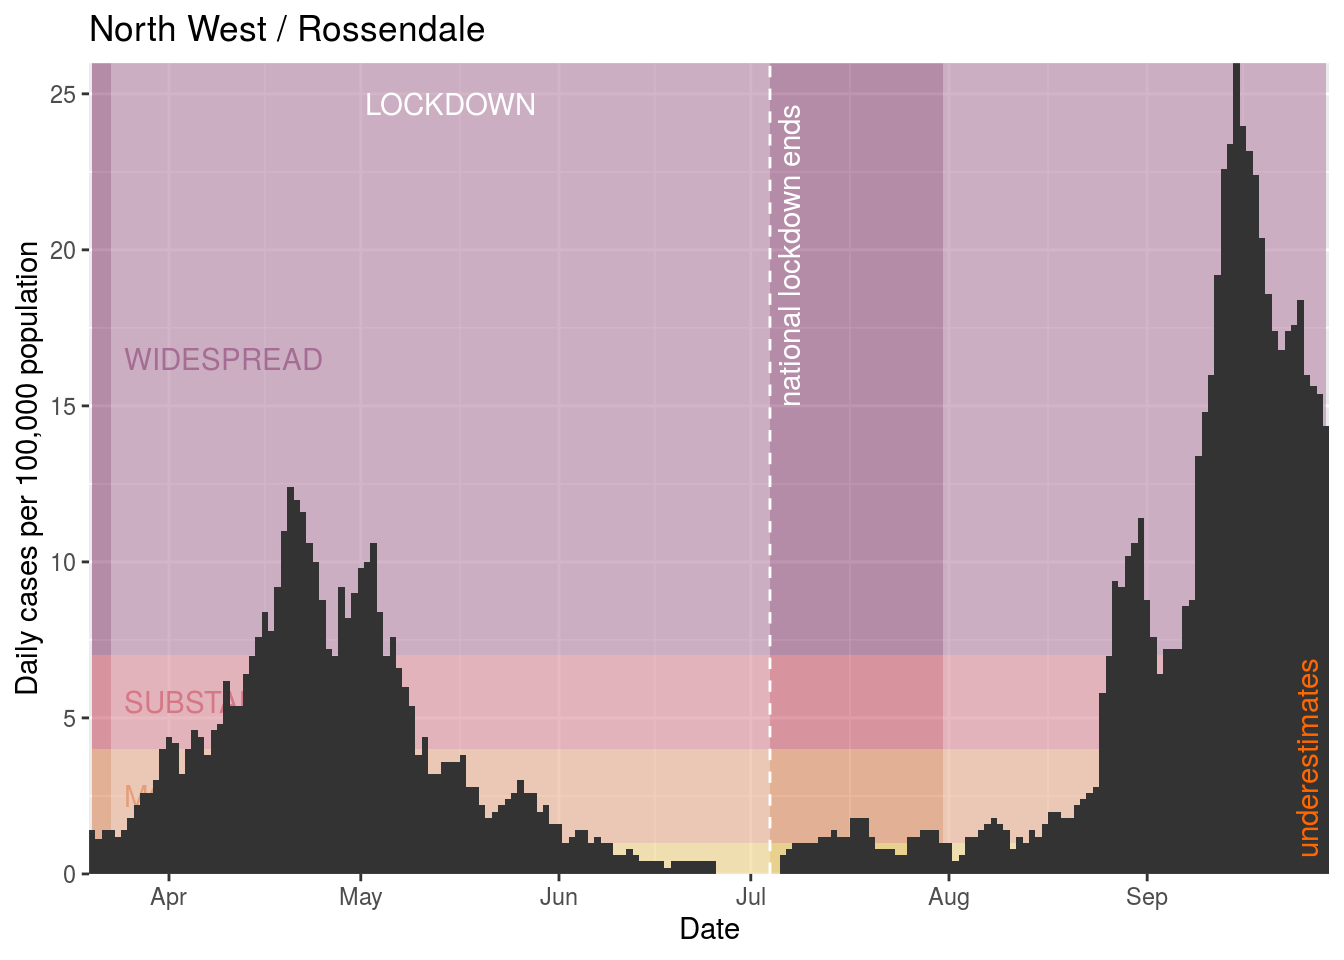 North West / Rossendale
25
20
15
10
5
0
Daily cases per 100,000 population
LOCKDOWN
national lockdown ends
WIDESPREAD
SUBSTA
M
underestimates
Apr
May
Jun
Jul
Aug
Sep
Date